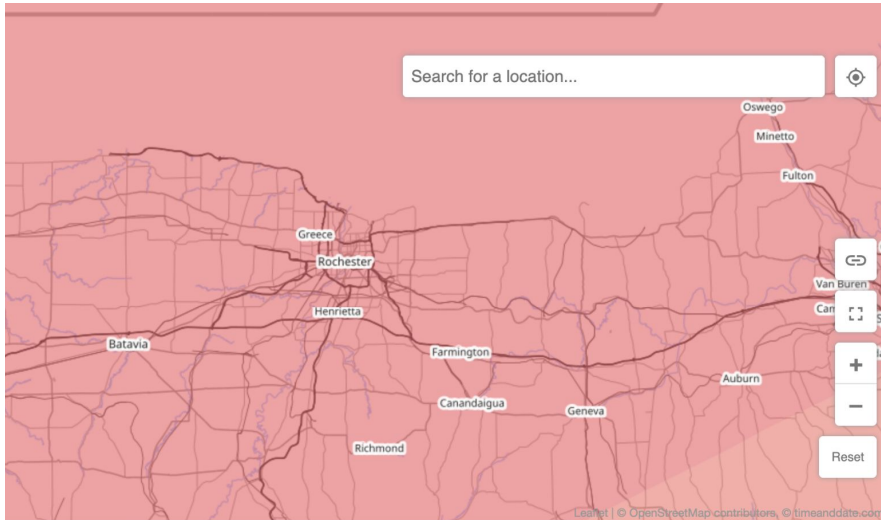 Search for a location...
Oswego
Minetto
Fulton
Greece
Rochester
Van Buren
Henrietta
Batavia
Farmington
Auburn
Canandaigua
Geneva
Richmond
Reset
Leaflet | © OpenStreetMap contributors, © timeanddate.com